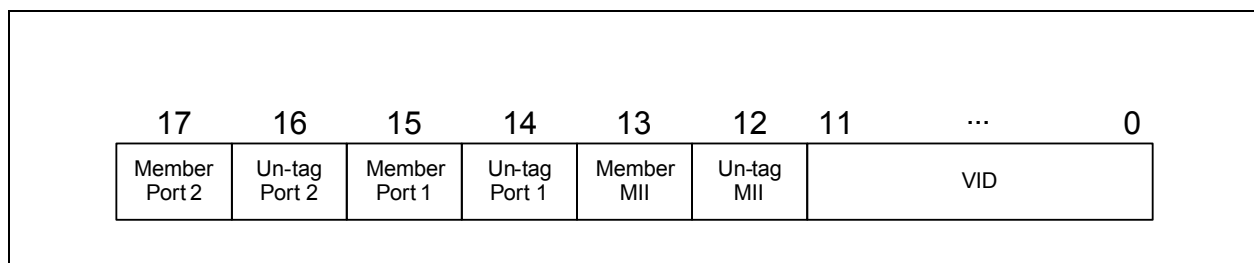 17 16 15 14 13 12 11 ... 0
Member Un-tag Member Un-tag Member Un-tag VID
Port 2 Port 2 Port 1 Port 1 MII MII